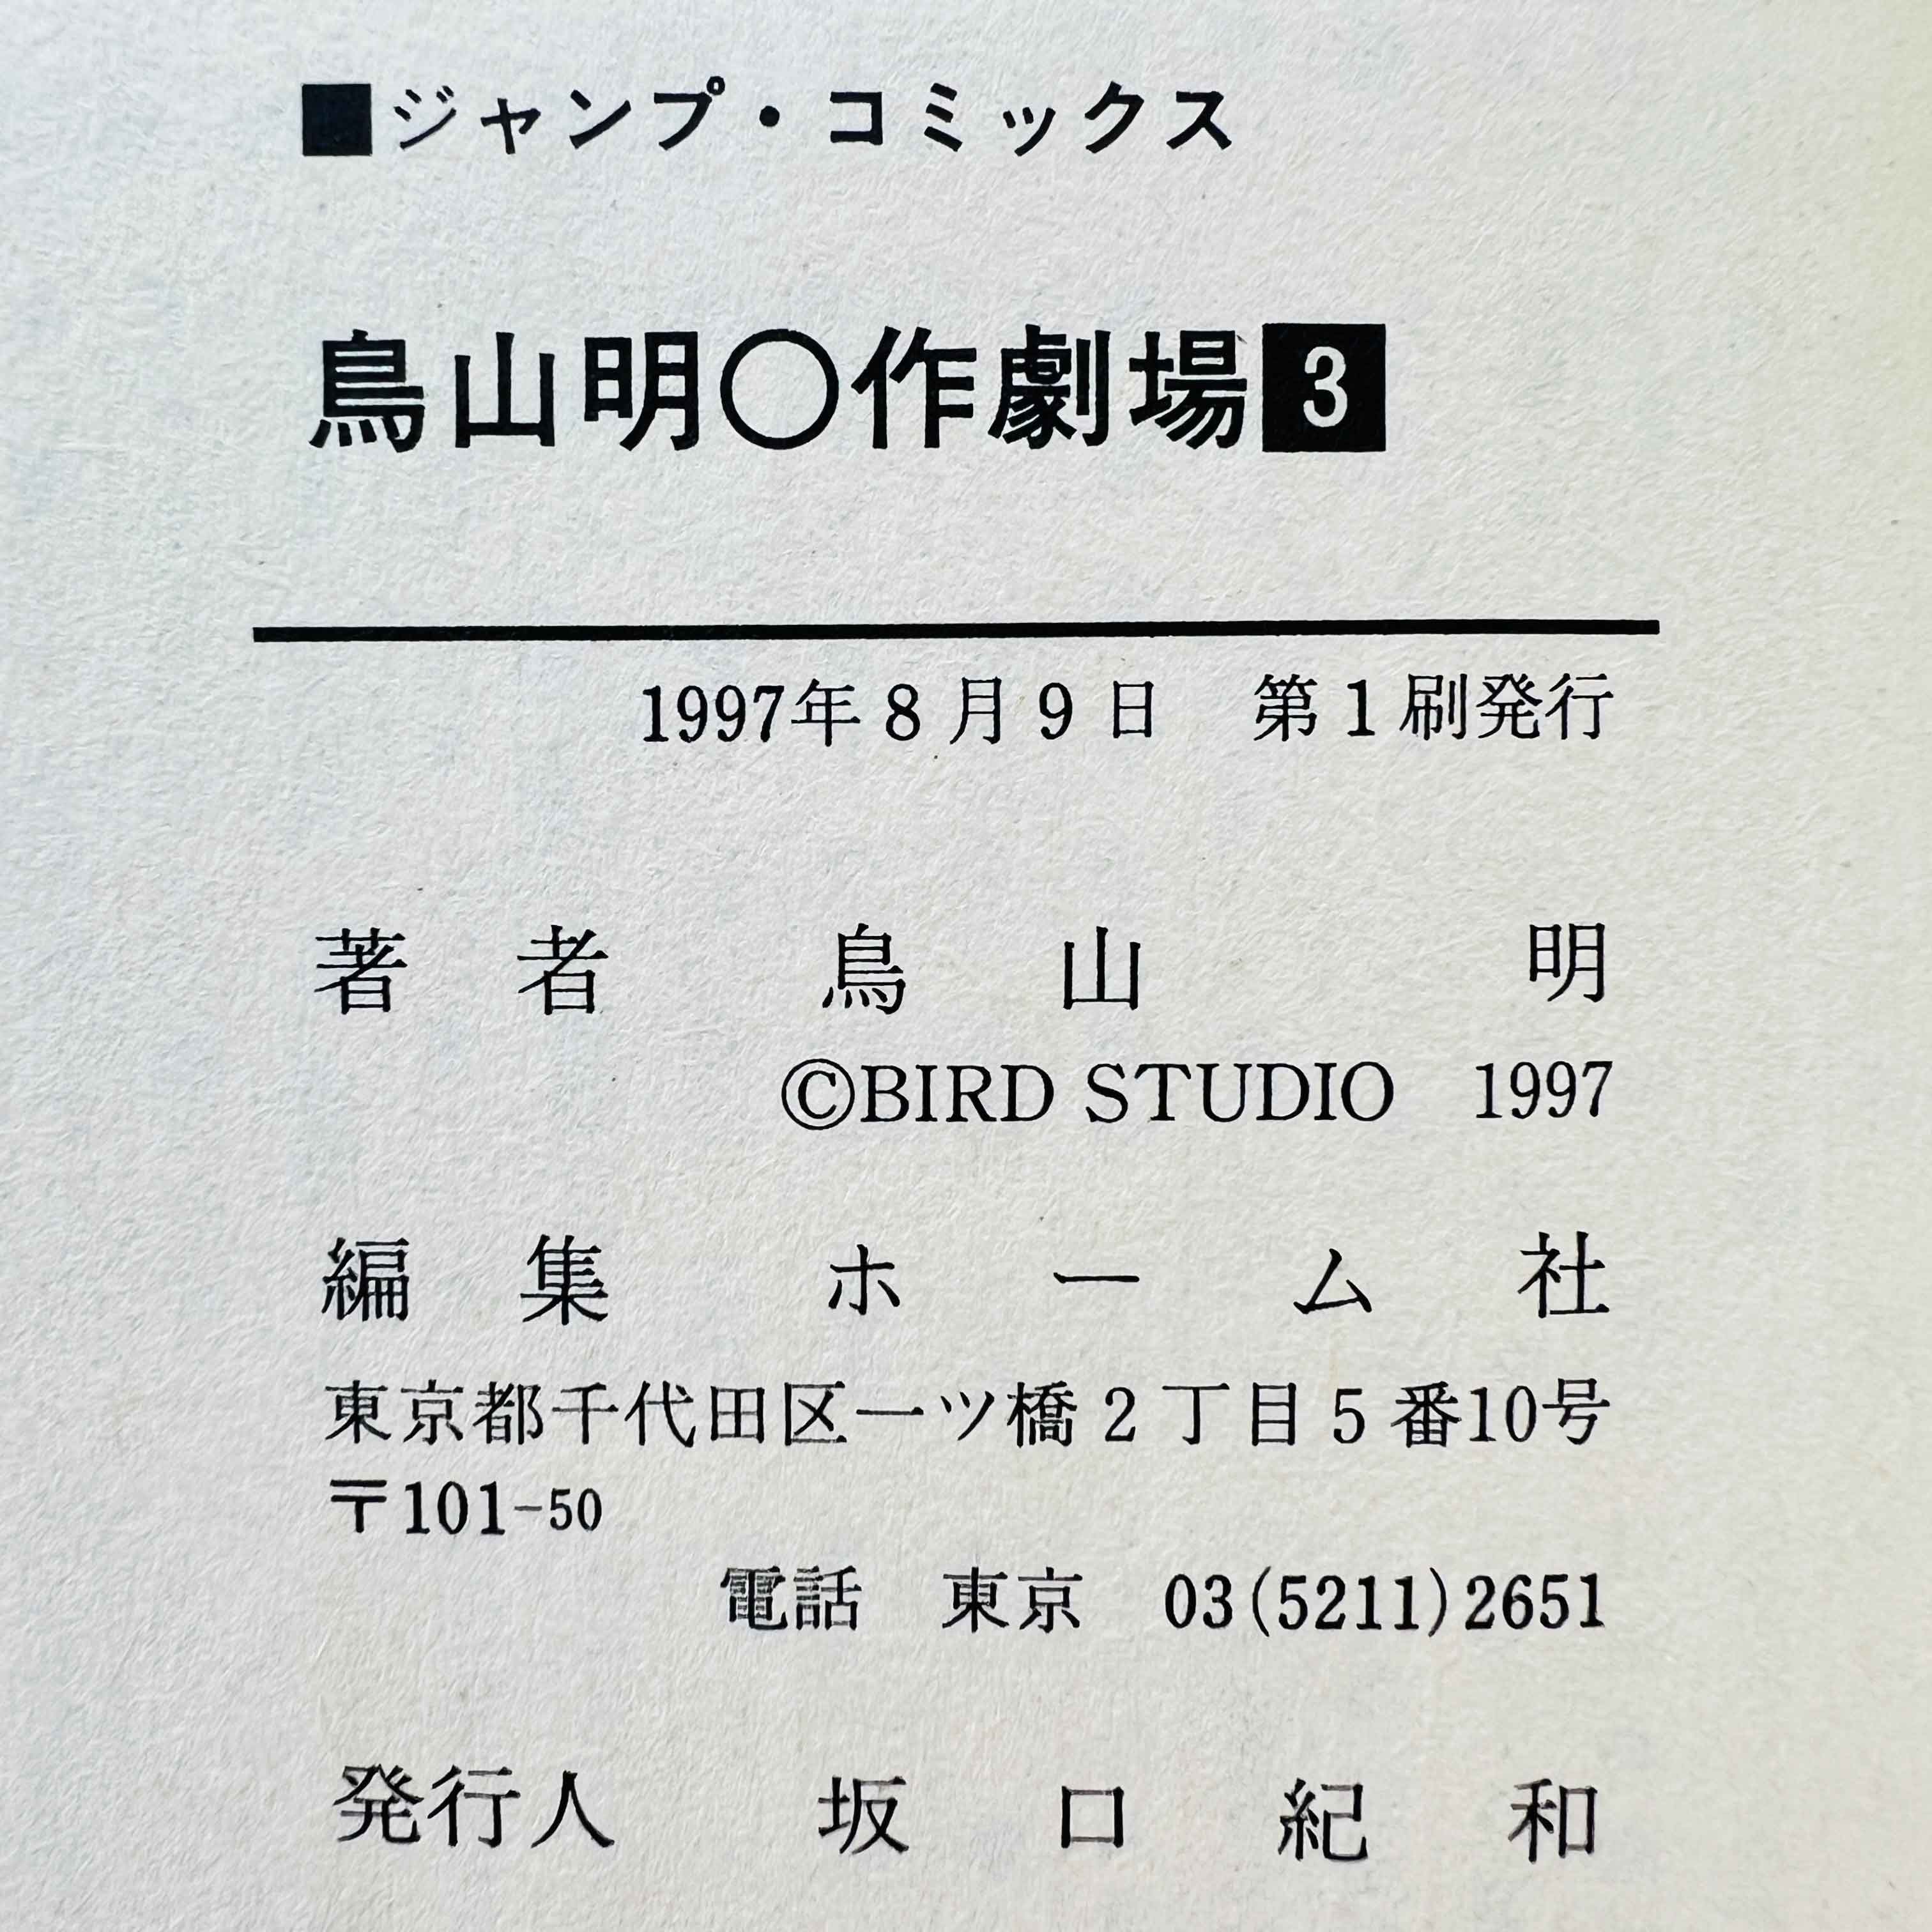 ■ジャンプ・コミックス
鳥山明○作劇場3
1997年8月9日 第1刷発行
著者 鳥山明
©BIRD STUDIO 1997
編集 ホーム社
東京都千代田区一ツ橋2丁目5番10号
〒101-50
電話 東京 03(5211)2651
発行人 坂口紀和